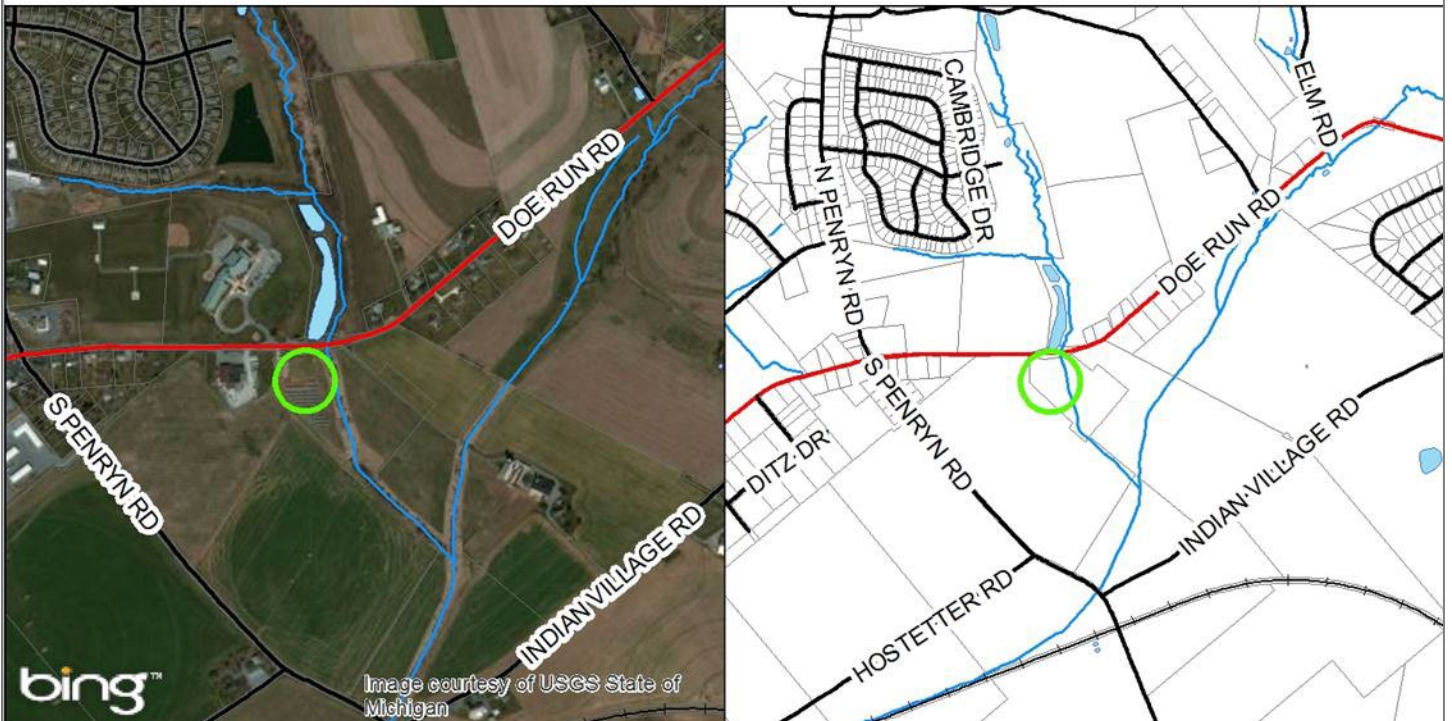 DOE RUN RD
S PENRYN RD
INDIAN VILLAGE RD
bing™
Image courtesy of USGS State of
Michigan
CAMBRIDGE DR
ELM RD
N PENRYN RD
DOE RUN RD
S PENRYN RD
DITZ DR
INDIAN VILLAGE RD
HOSTETTER RD